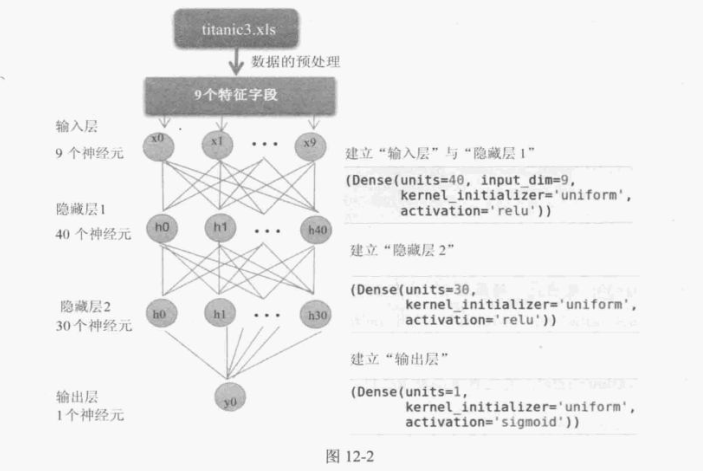 titanic3.xls
数据的预处理
9个特征字段
输入层
9 个神经元
x0 x1 • • • x9
建立“输入层”与“隐藏层 1”
(Dense(units=40, input_dim=9,
kernel_initializer='uniform',
activation='relu'))
隐藏层1
40 个神经元
h0 h1 • • • h40
建立“隐藏层 2”
(Dense(units=30,
kernel_initializer='uniform',
activation='relu'))
隐藏层2
30 个神经元
h0 h1 • • • h30
建立“输出层”
(Dense(units=1,
kernel_initializer='uniform',
activation='sigmoid'))
输出层
1个神经元
y0
图 12-2